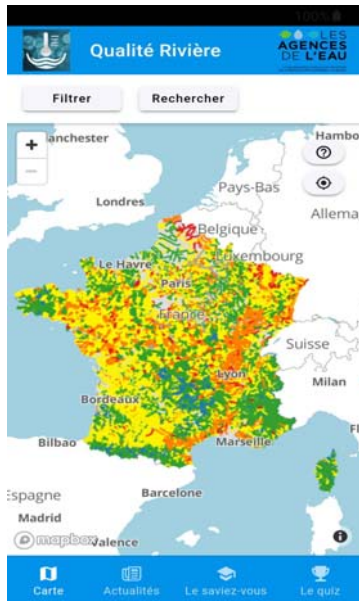 100%
Qualité Rivière
LES
AGENCES
DE L'EAU
Filtrer
Rechercher
anchester
Hambo
Londres
Pays-Bas
Allema
Belgique
Luxembourg
Le Havre
Paris
France
Suisse
Lyon
Milan
Bordeaux
Bilbao
Marseille
Fl
Espagne
Barcelone
Madrid
mapbox
Valence
Carte
Actualités
Le saviez-vous
Le quiz